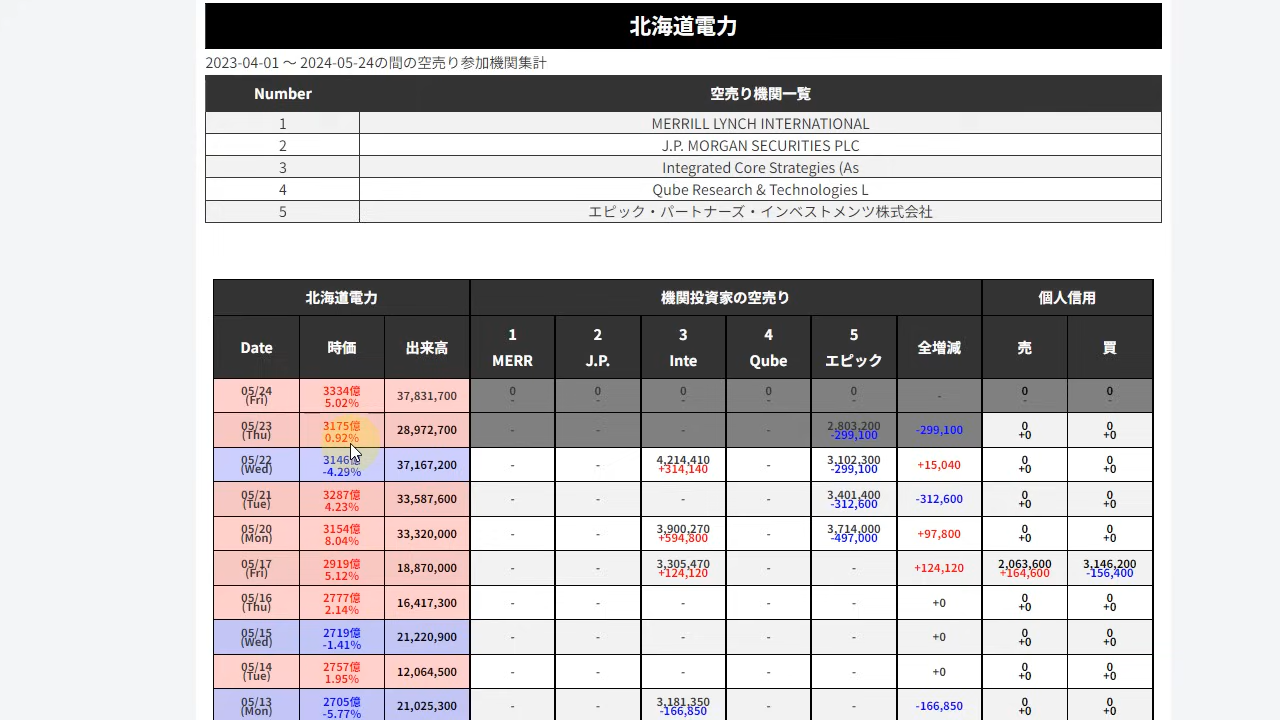 北海道電力
2023-04-01 ～ 2024-05-24の間の空売り参加機関集計
Number 空売り機関一覧
1 MERRILL LYNCH INTERNATIONAL
2 J.P. MORGAN SECURITIES PLC
3 Integrated Core Strategies (As
4 Qube Research & Technologies L
5 エピック・パートナーズ・インベストメンツ株式会社
北海道電力 機関投資家の空売り 個人信用
Date 時価 出来高 1 MERR 2 J.P. 3 Inte 4 Qube 5 エピック 全増減 売 買
05/24 (Fri) 3334億 5.02% 37,831,700 0 - 0 - 0 - 0 - 0 - - 0 - 0 -
05/23 (Thu) 3175億 0.92% 28,972,700 - - - - 2,803,200 -299,100 -299,100 0 +0 0 +0
05/22 (Wed) 3146億 -4.29% 37,167,200 - - 4,214,410 +314,140 - 3,102,300 -299,100 +15,040 0 +0 0 +0
05/21 (Tue) 3287億 4.23% 33,587,600 - - - - 3,401,400 -312,600 -312,600 0 +0 0 +0
05/20 (Mon) 3154億 8.04% 33,320,000 - - 3,900,270 +594,800 - 3,714,000 -497,000 +97,800 0 +0 0 +0
05/17 (Fri) 2919億 5.12% 18,870,000 - - 3,305,470 +124,120 - - +124,120 2,063,600 +164,600 3,146,200 -156,400
05/16 (Thu) 2777億 2.14% 16,417,300 - - - - - +0 0 +0 0 +0
05/15 (Wed) 2719億 -1.41% 21,220,900 - - - - - +0 0 +0 0 +0
05/14 (Tue) 2757億 1.95% 12,064,500 - - - - - +0 0 +0 0 +0
05/13 (Mon) 2705億 -5.77% 21,025,300 - - 3,181,350 -166,850 - - -166,850 0 +0 0 +0